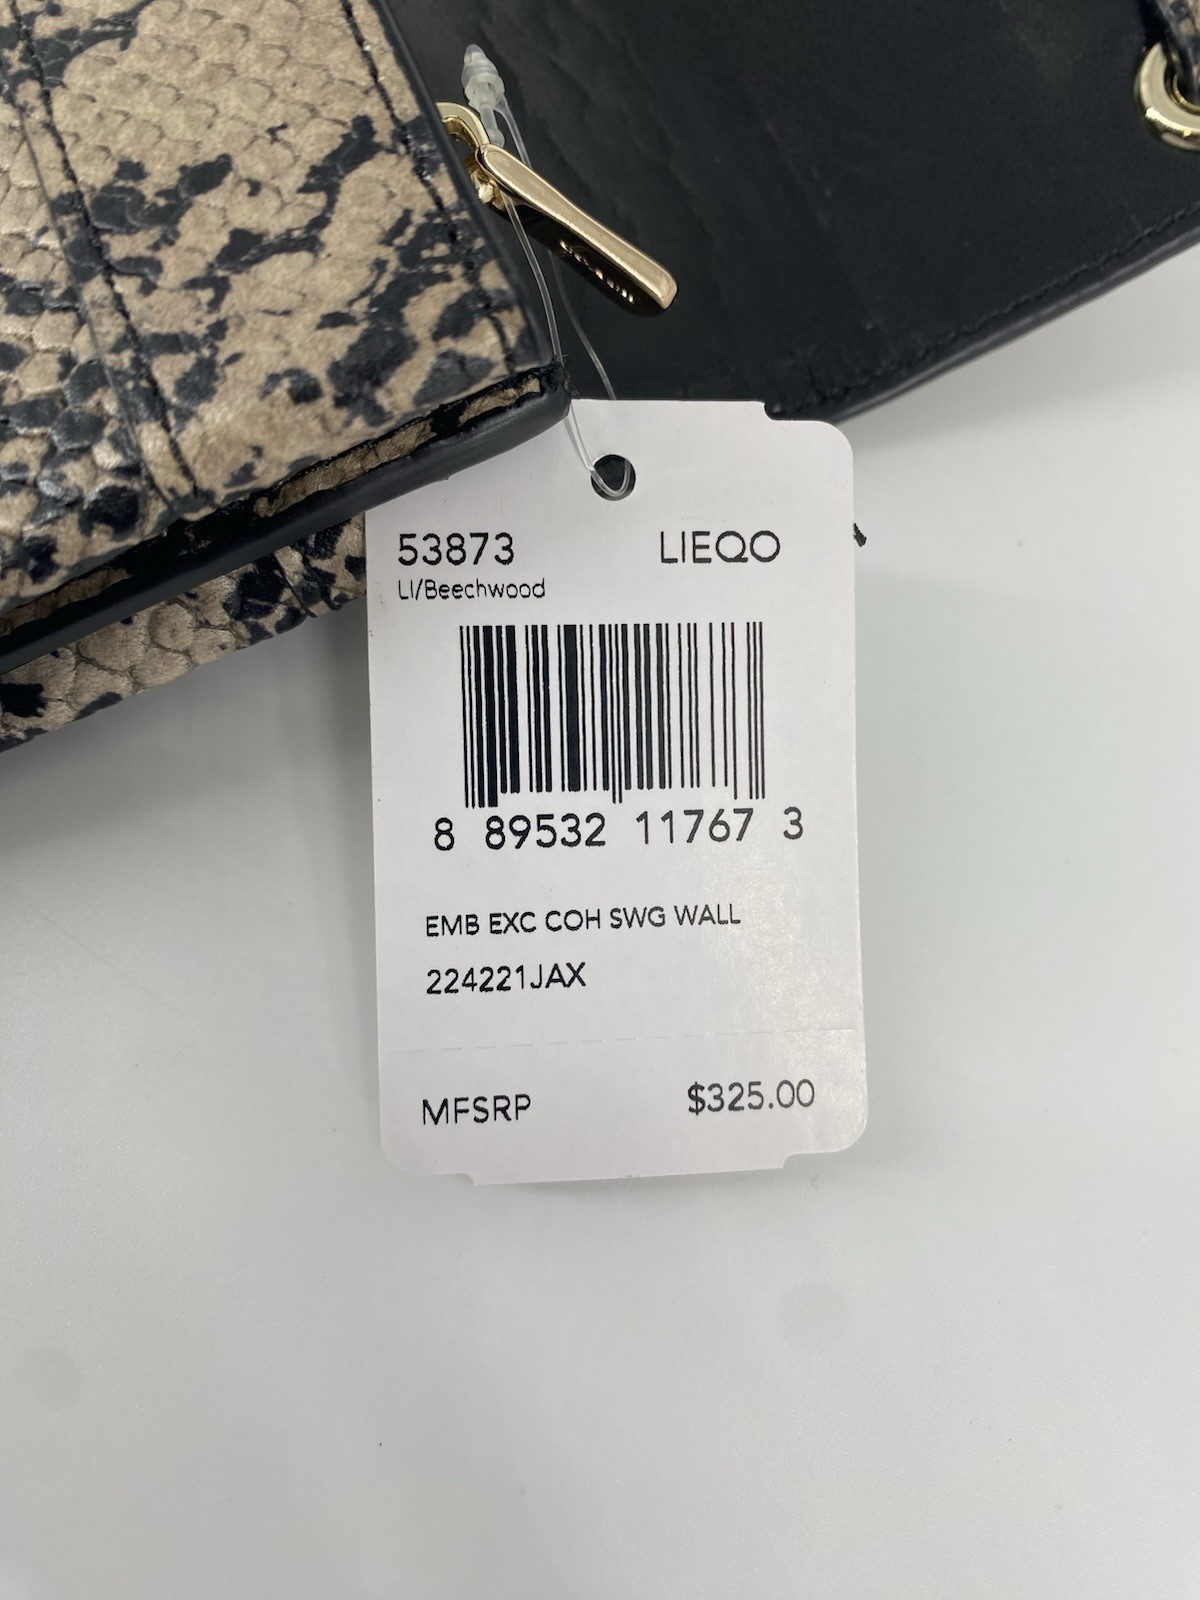 53873 LIEQO
LI/Beechwood
8 89532 11767 3
EMB EXC COH SWG WALL
224221JAX
MFSRP $325.00